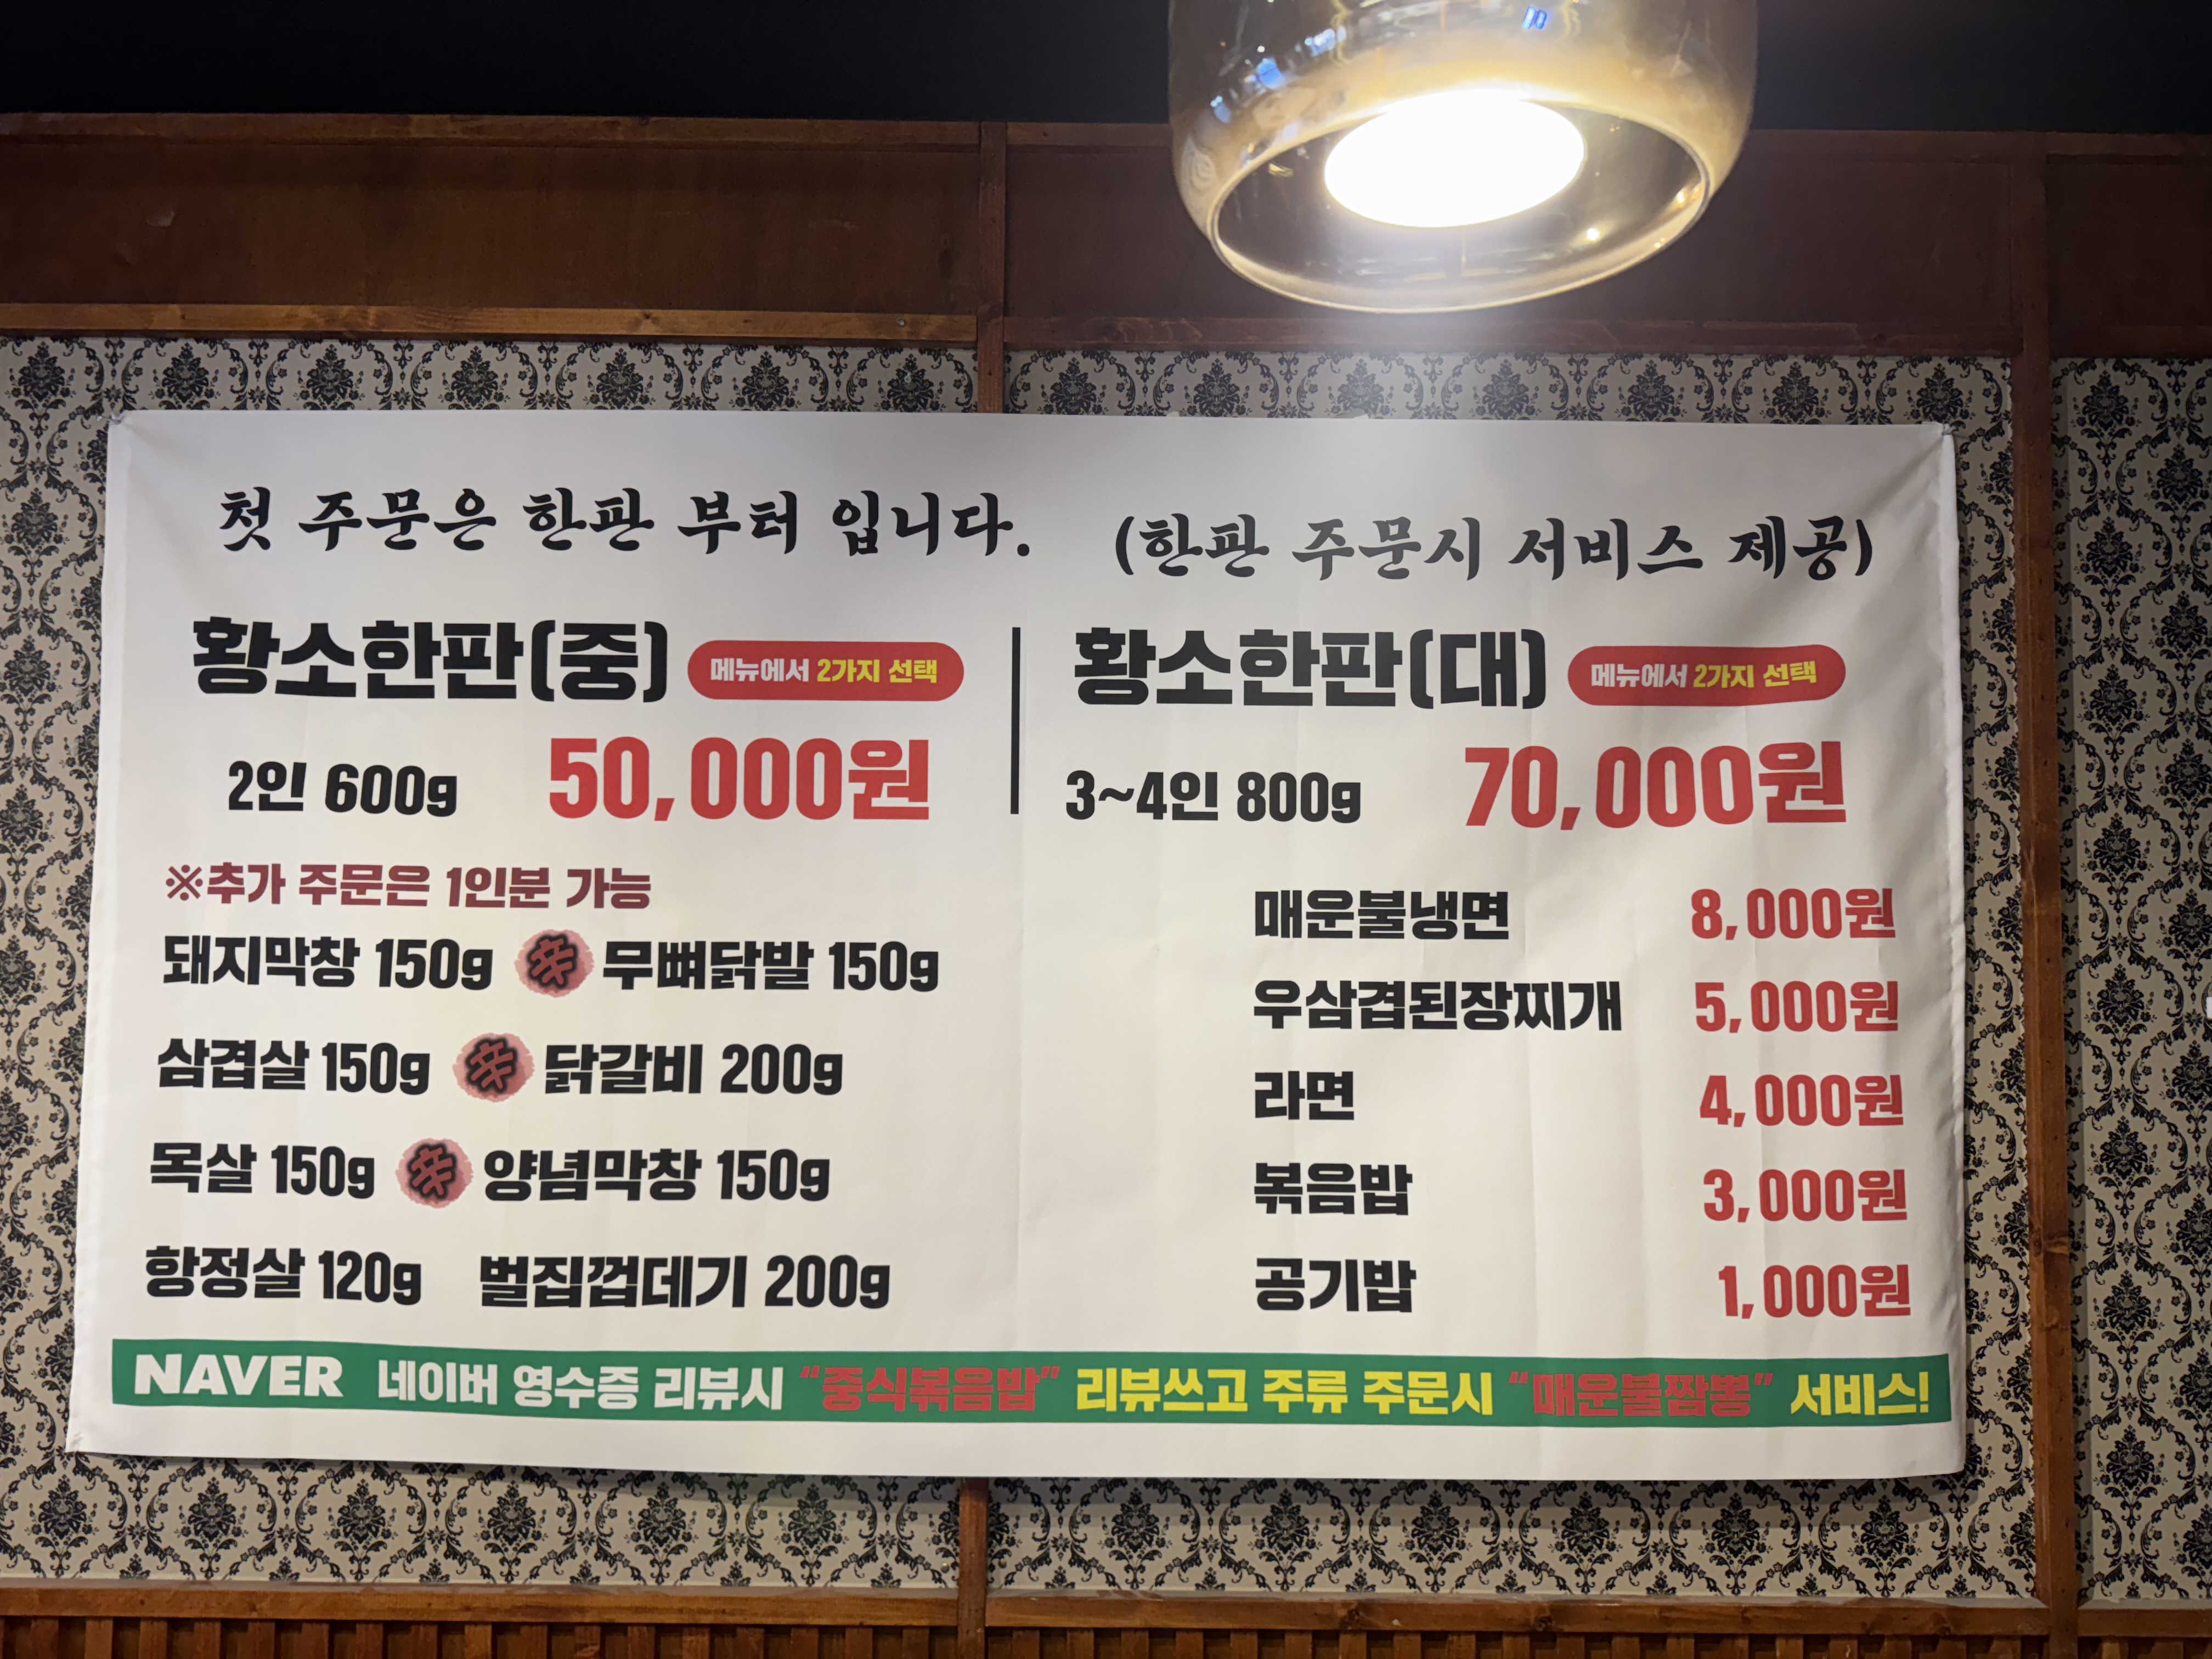 첫 주문은 한판 부터 입니다. (한판 주문시 서비스 제공)
황소한판(중) 메뉴에서 2가지 선택
2인 600g 50,000원
황소한판(대) 메뉴에서 2가지 선택
3~4인 800g 70,000원
※추가 주문은 1인분 가능
돼지막창 150g 辛 무뼈닭발 150g
삼겹살 150g 辛 닭갈비 200g
목살 150g 辛 양념막창 150g
항정살 120g 벌집껍데기 200g
매운불냉면 8,000원
우삼겹된장찌개 5,000원
라면 4,000원
볶음밥 3,000원
공기밥 1,000원
NAVER 네이버 영수증 리뷰시 “중식볶음밥” 리뷰쓰고 주류 주문시 “매운불짬뽕” 서비스!